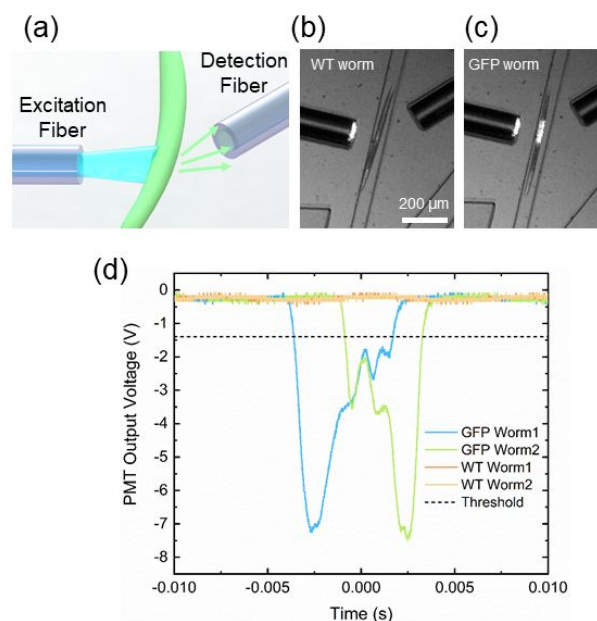 (a)
Excitation
Fiber
Detection
Fiber
(b)
WT worm
200 µm
(c)
GFP worm
(d)
PMT Output Voltage (V)
0
-1
-2
-3
-4
-5
-6
-7
-8
GFP Worm1
GFP Worm2
WT Worm1
WT Worm2
Threshold
-0.010
-0.005
0.000
0.005
0.010
Time (s)